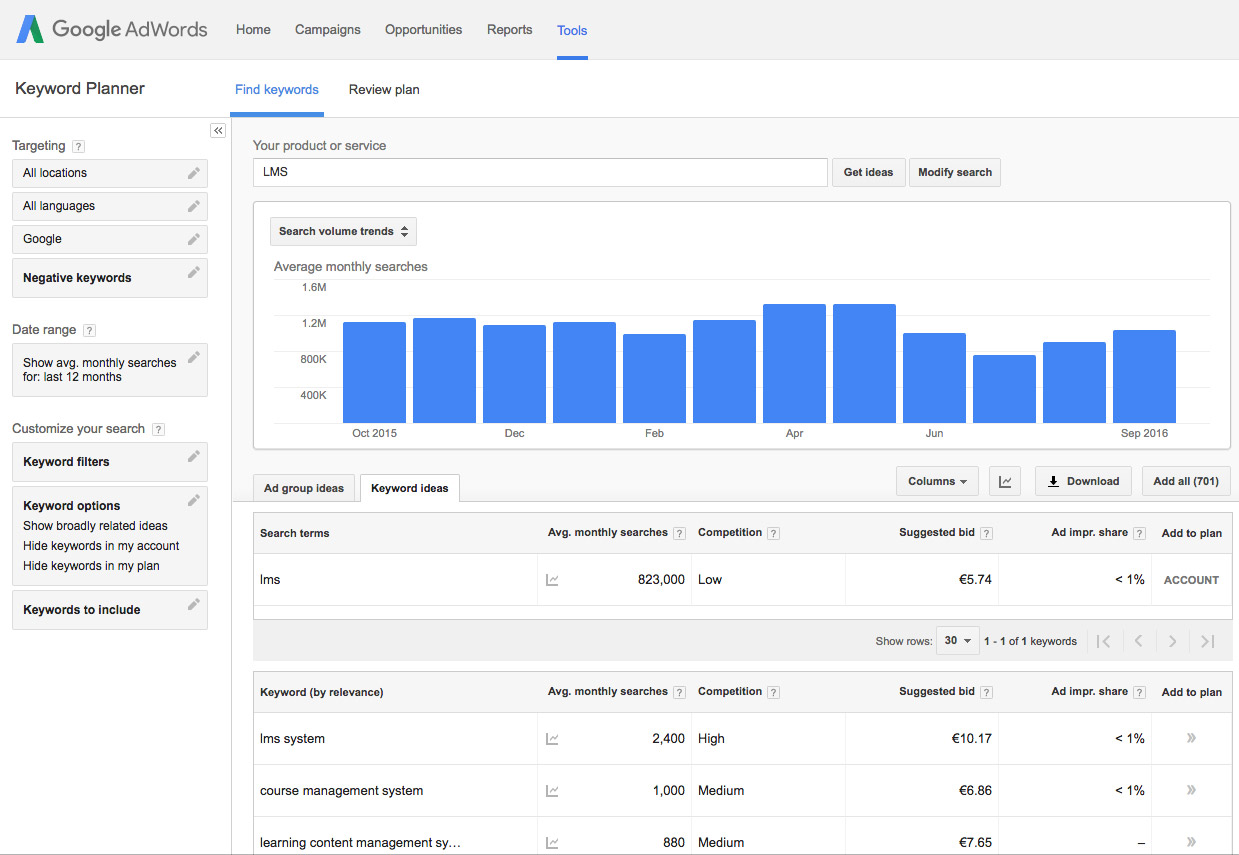 Google AdWords Home Campaigns Opportunities Reports Tools
Keyword Planner Find keywords Review plan
«
Targeting ?
All locations
All languages
Google
Negative keywords
Date range ?
Show avg. monthly searches
for: last 12 months
Customize your search ?
Keyword filters
Keyword options
Show broadly related ideas
Hide keywords in my account
Hide keywords in my plan
Keywords to include
Your product or service
LMS Get ideas Modify search
Search volume trends
Average monthly searches
1.6M
1.2M
800K
400K
Oct 2015 Dec Feb Apr Jun Sep 2016
Ad group ideas Keyword ideas Columns Download Add all (701)
Search terms Avg. monthly searches ? Competition ? Suggested bid ? Ad impr. share ? Add to plan
lms 823,000 Low €5.74 < 1% ACCOUNT
Show rows: 30 1 - 1 of 1 keywords
Keyword (by relevance) Avg. monthly searches ? Competition ? Suggested bid ? Ad impr. share ? Add to plan
lms system 2,400 High €10.17 < 1% »
course management system 1,000 Medium €6.86 < 1% »
learning content management sy… 880 Medium €7.65 – »